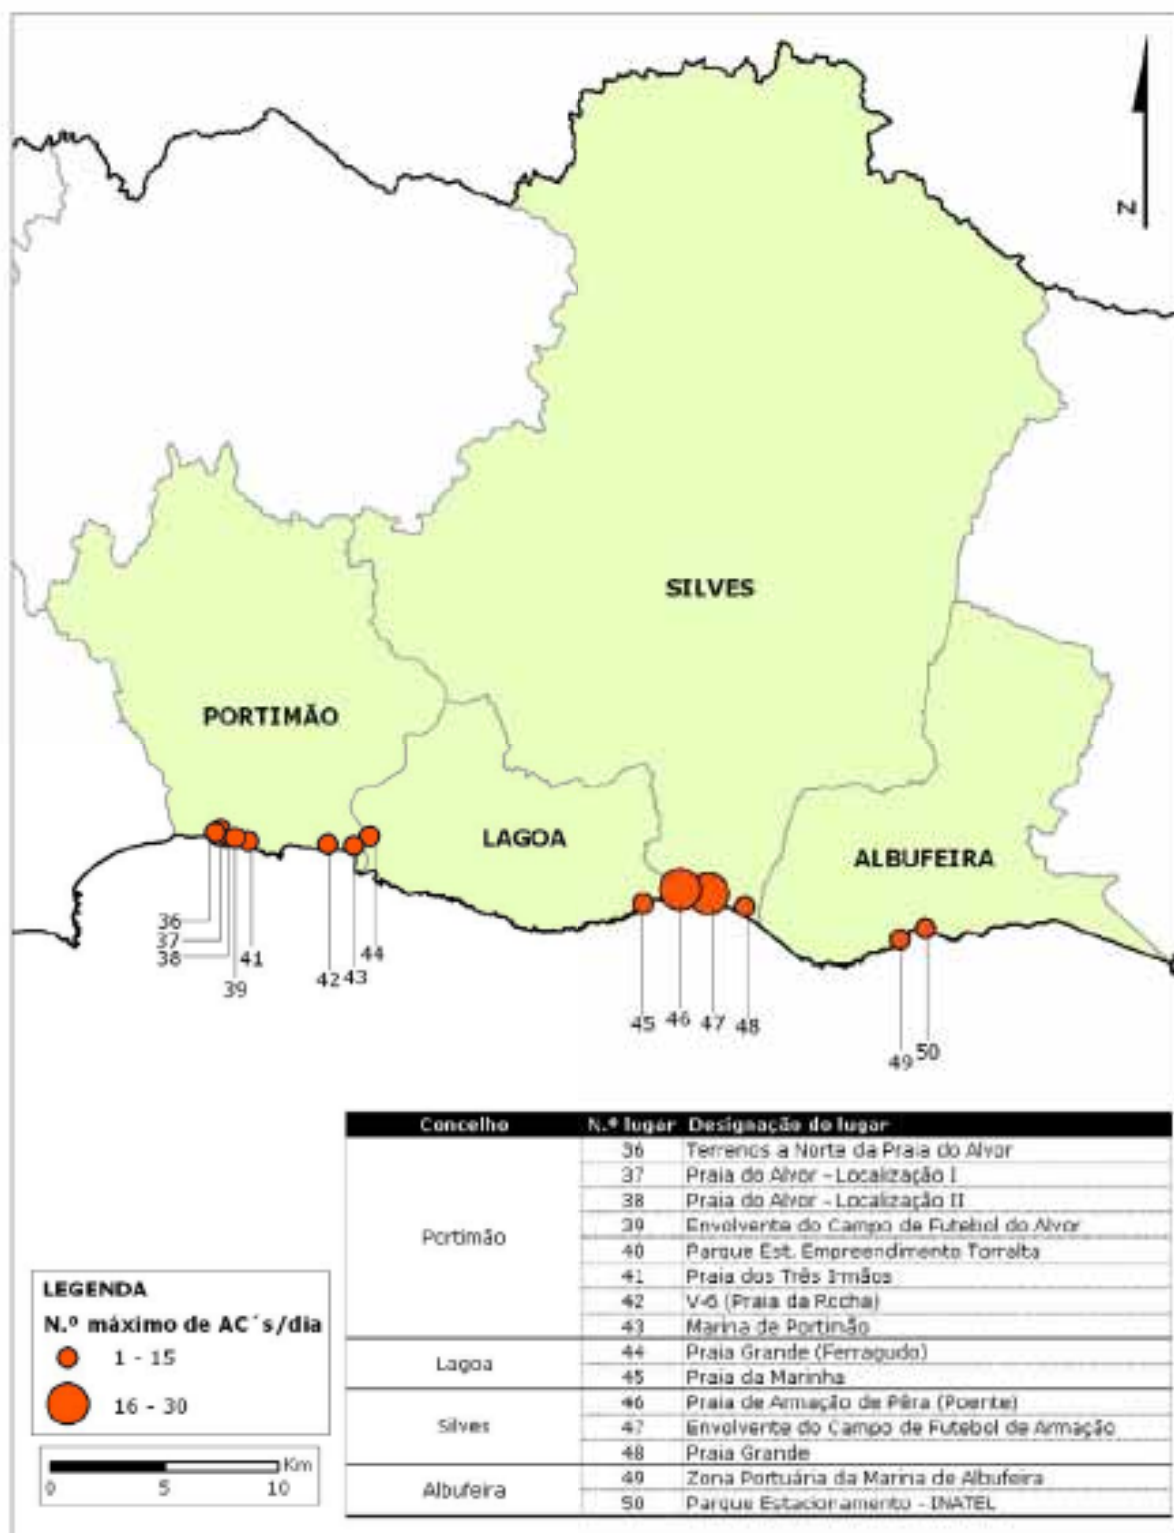 N
SILVES
PORTIMÃO
LAGOA
ALBUFEIRA
36
37
38
39
41
42
43
44
45
46
47
48
49
50
Concelho N.º lugar Designação do lugar
Portimão
36 Terrenos a Norte da Praia do Alvor
37 Praia do Alvor - Localização I
38 Praia do Alvor - Localização II
39 Envolvente do Campo de Futebol do Alvor
40 Parque Est. Empreendimento Torralta
41 Praia dos Três Irmãos
42 V-6 (Praia da Rocha)
43 Marina de Portimão
Lagoa
44 Praia Grande (Ferragudo)
45 Praia da Marinha
Silves
46 Praia de Armação de Pêra (Poente)
47 Envolvente do Campo de Futebol de Armação
48 Praia Grande
Albufeira
49 Zona Portuária da Marina de Albufeira
50 Parque Estacionamento - INATEL
LEGENDA
N.º máximo de AC´s/dia
1 - 15
16 - 30
Km
0 5 10